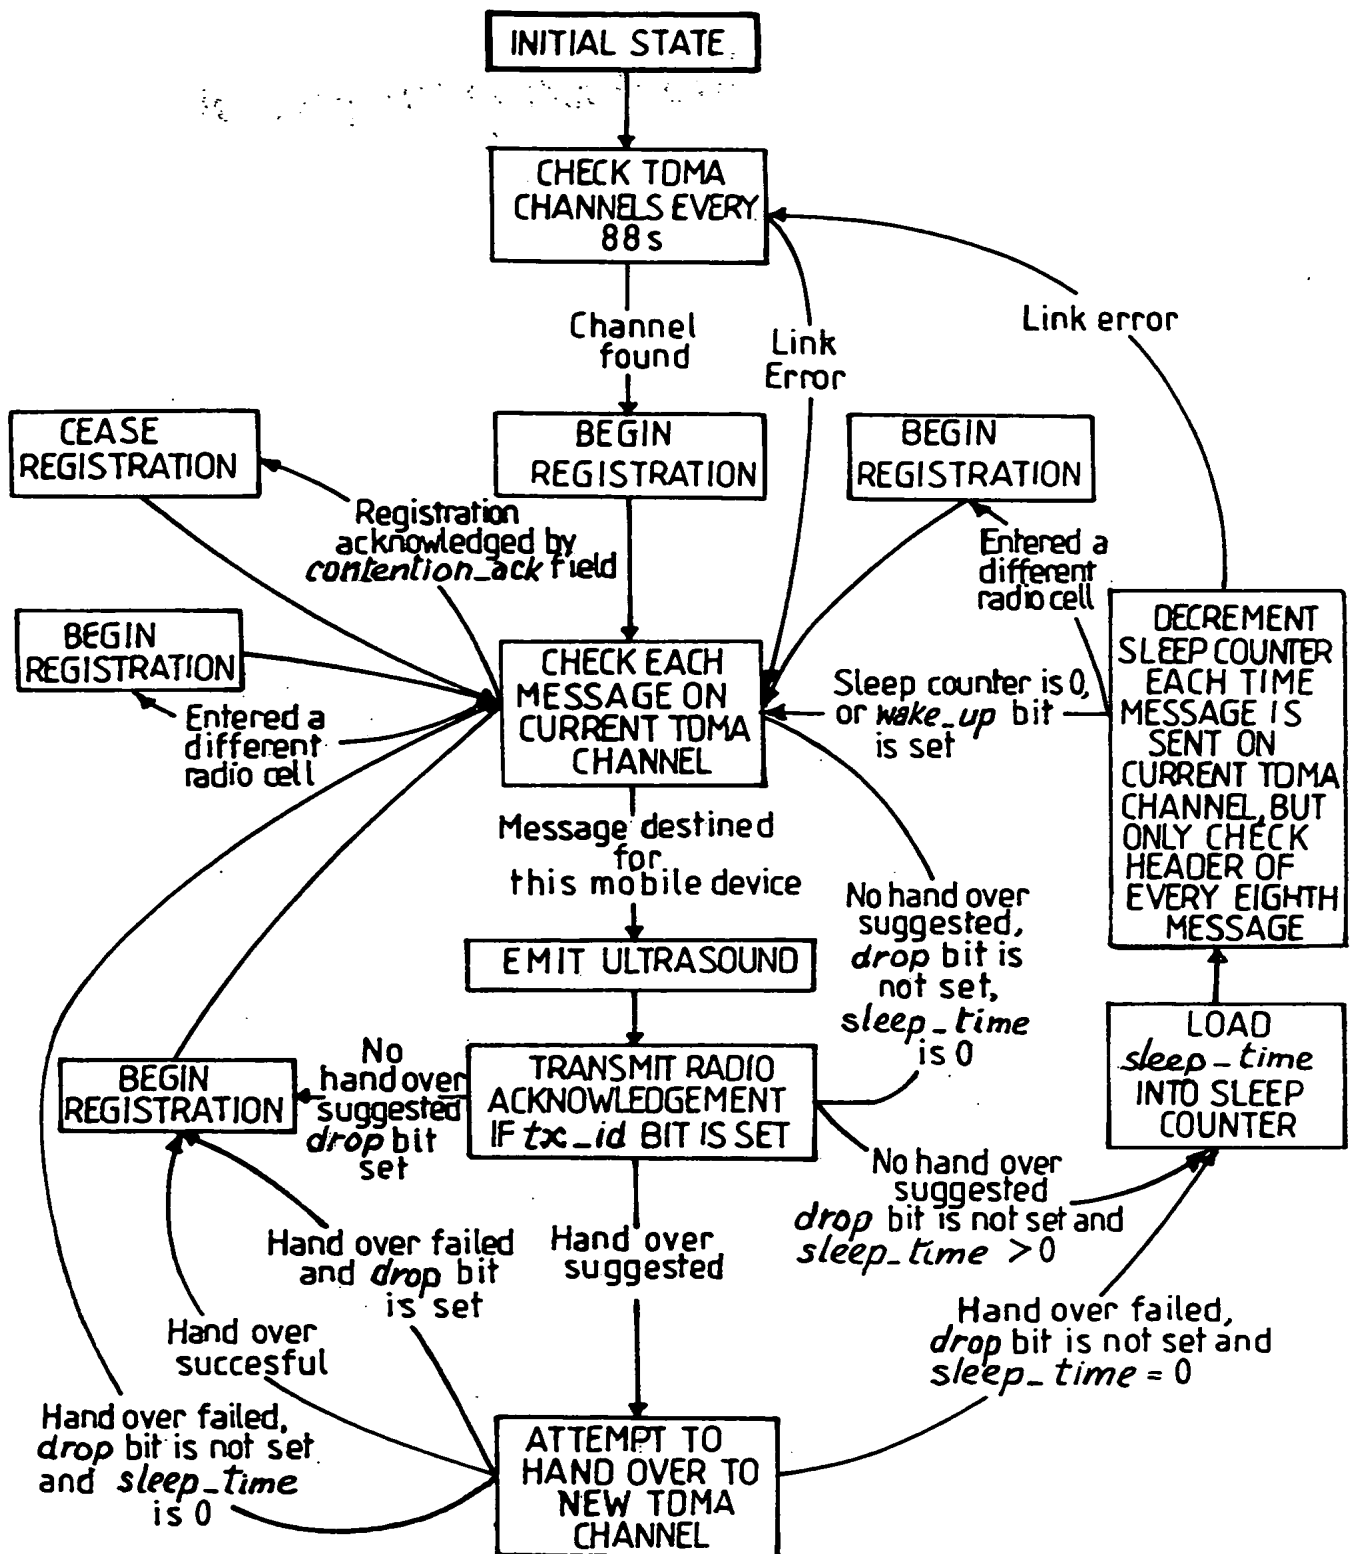 INITIAL STATE
CHECK TDMA
CHANNELS EVERY
88s
Channel
found
Link
Error
Link error
CEASE
REGISTRATION
BEGIN
REGISTRATION
BEGIN
REGISTRATION
Registration
acknowledged by
contention_ack field
Entered a
different
radio cell
BEGIN
REGISTRATION
Entered a
different
radio cell
CHECK EACH
MESSAGE ON
CURRENT TDMA
CHANNEL
Sleep counter is 0,
or wake_up bit
is set
DECREMENT
SLEEP COUNTER
EACH TIME
MESSAGE IS
SENT ON
CURRENT TDMA
CHANNEL, BUT
ONLY CHECK
HEADER OF
EVERY EIGHTH
MESSAGE
Message destined
for
this mobile device
No hand over
suggested,
drop bit is
not set,
sleep_time
is 0
EMIT ULTRASOUND
LOAD
sleep_time
INTO SLEEP
COUNTER
No
hand over
suggested
drop bit
set
TRANSMIT RADIO
ACKNOWLEDGEMENT
IF tx_id BIT IS SET
BEGIN
REGISTRATION
No hand over
suggested
drop bit is not set and
sleep_time >0
Hand over failed
and drop bit
is set
Hand over
suggested
Hand over
succesful
Hand over failed,
drop bit is not set and
sleep_time = 0
Hand over failed,
drop bit is not set
and sleep_time
is 0
ATTEMPT TO
HAND OVER TO
NEW TDMA
CHANNEL